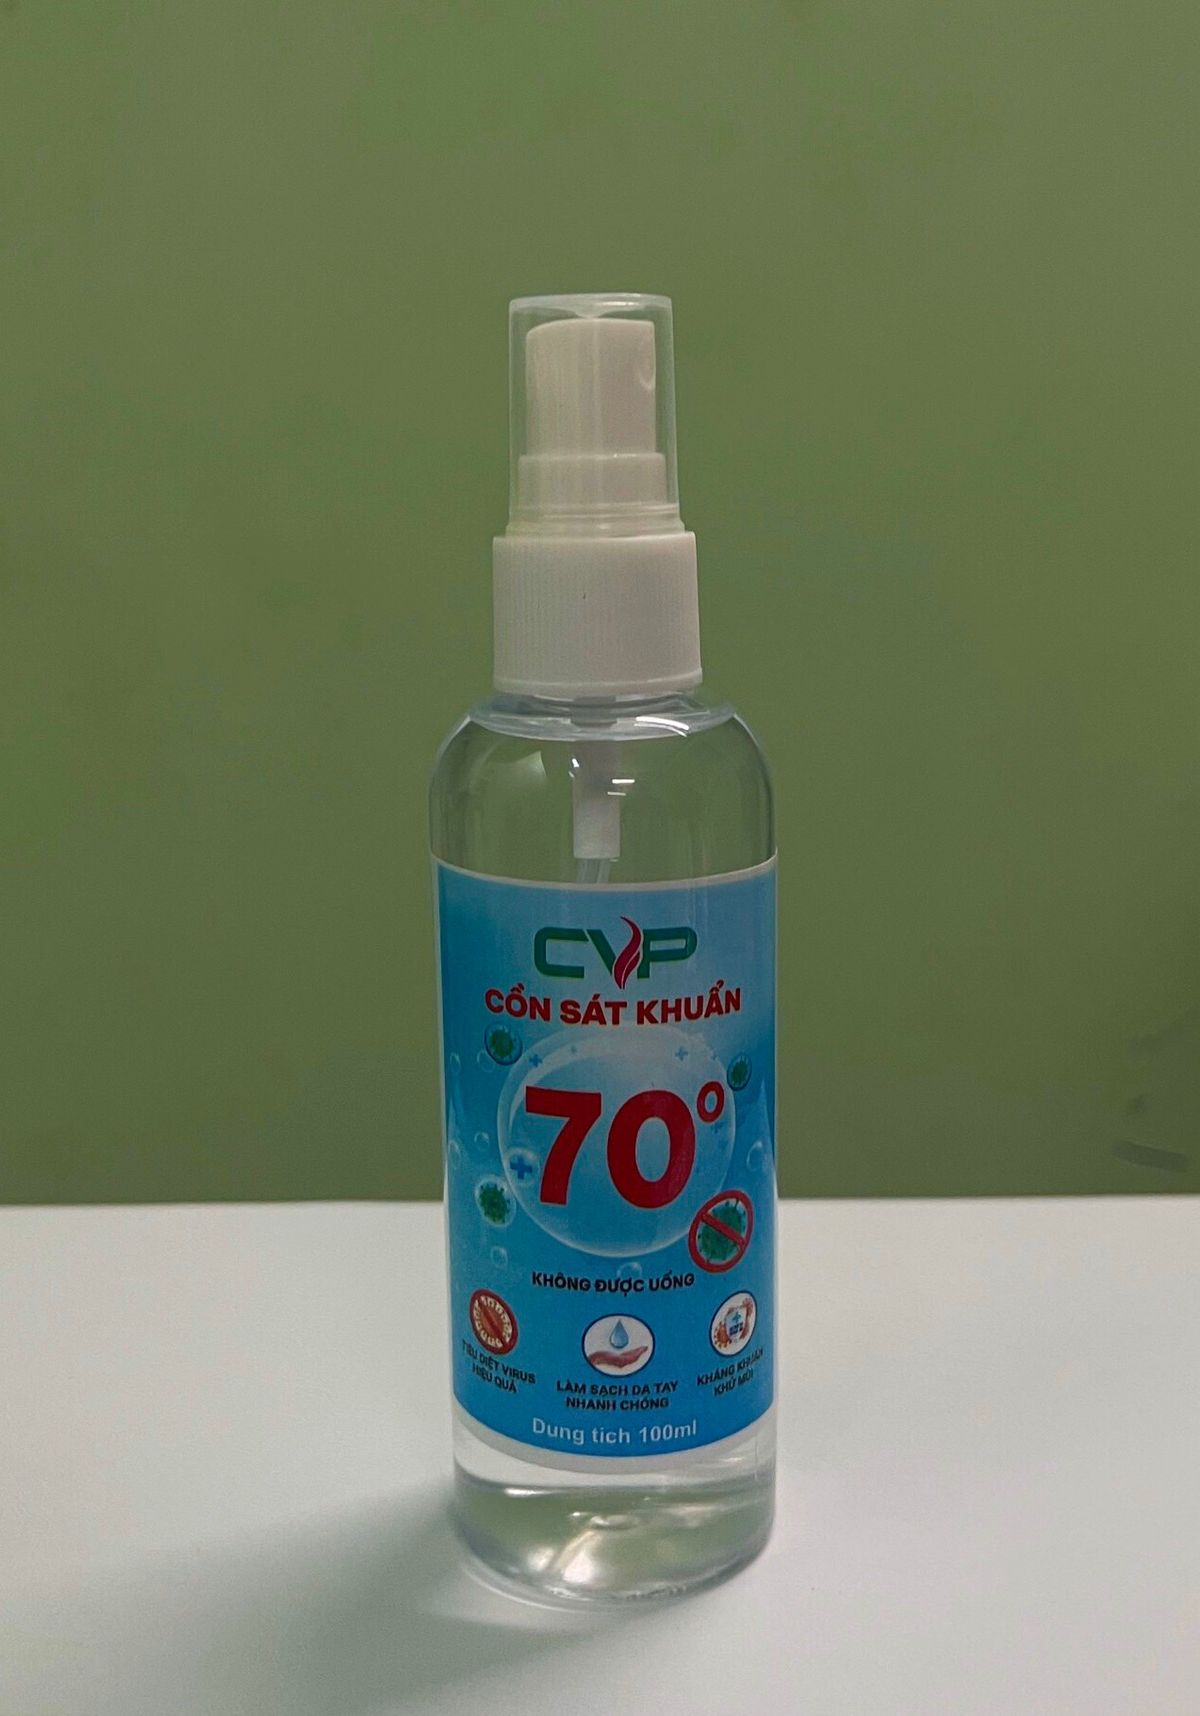 CVP
CỒN SÁT KHUẨN
70°
KHÔNG ĐƯỢC UỐNG
TIÊU DIỆT VIRUS
HIỆU QUẢ
LÀM SẠCH DA TAY
NHANH CHÓNG
KHÁNG KHUẨN
KHỬ MÙI
Dung tích 100ml